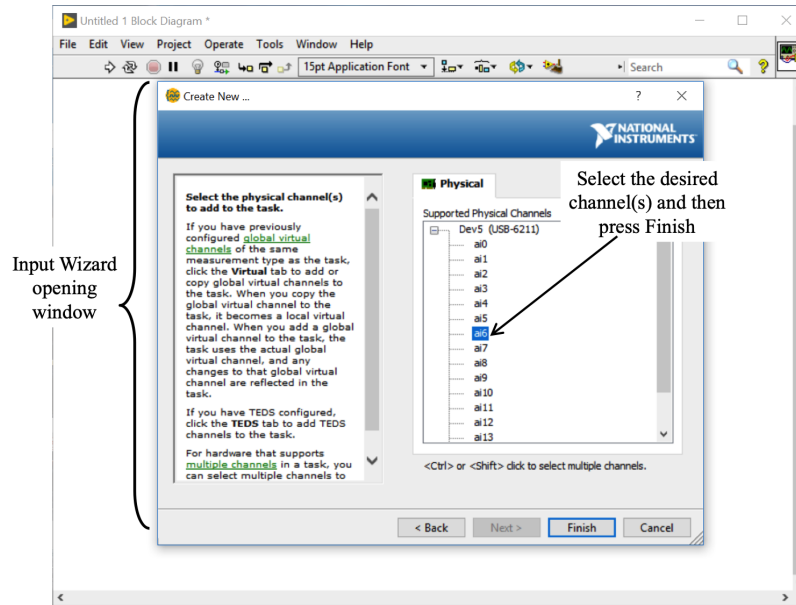 Untitled 1 Block Diagram *
File Edit View Project Operate Tools Window Help
15pt Application Font
Search
Create New ...
NATIONAL
INSTRUMENTS
Select the physical channel(s)
to add to the task.
If you have previously
configured global virtual
channels of the same
measurement type as the task,
click the Virtual tab to add or
copy global virtual channels to
the task. When you copy the
global virtual channel to the
task, it becomes a local virtual
channel. When you add a global
virtual channel to the task, the
task uses the actual global
virtual channel, and any
changes to that global virtual
channel are reflected in the
task.
If you have TEDS configured,
click the TEDS tab to add TEDS
channels to the task.
For hardware that supports
multiple channels in a task, you
can select multiple channels to
Physical
Supported Physical Channels
Dev5 (USB-6211)
ai0
ai1
ai2
ai3
ai4
ai5
ai6
ai7
ai8
ai9
ai10
ai11
ai12
ai13
<Ctrl> or <Shift> click to select multiple channels.
< Back Next > Finish Cancel
Input Wizard
opening
window
Select the desired
channel(s) and then
press Finish